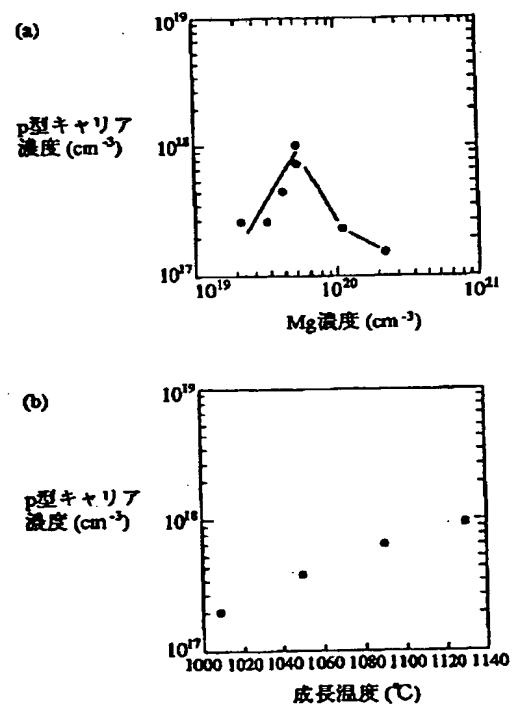 (a)
10¹⁹
p型キャリア
濃度 (cm⁻³)
10¹⁸
10¹⁷
10¹⁹ 10²⁰ 10²¹
Mg濃度 (cm⁻³)
(b)
10¹⁹
p型キャリア
濃度 (cm⁻³)
10¹⁸
10¹⁷
1000 1020 1040 1060 1080 1100 1120 1140
成長温度 (℃)